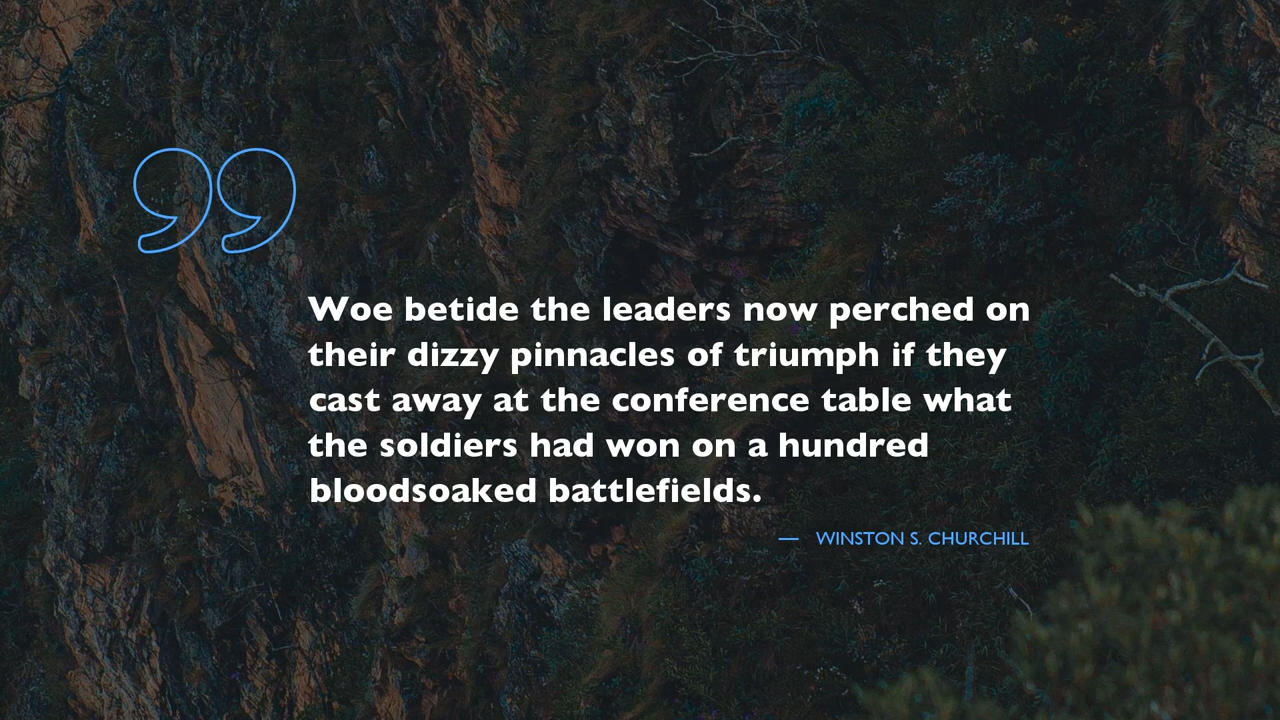 Woe betide the leaders now perched on
their dizzy pinnacles of triumph if they
cast away at the conference table what
the soldiers had won on a hundred
bloodsoaked battlefields.
— WINSTON S. CHURCHILL